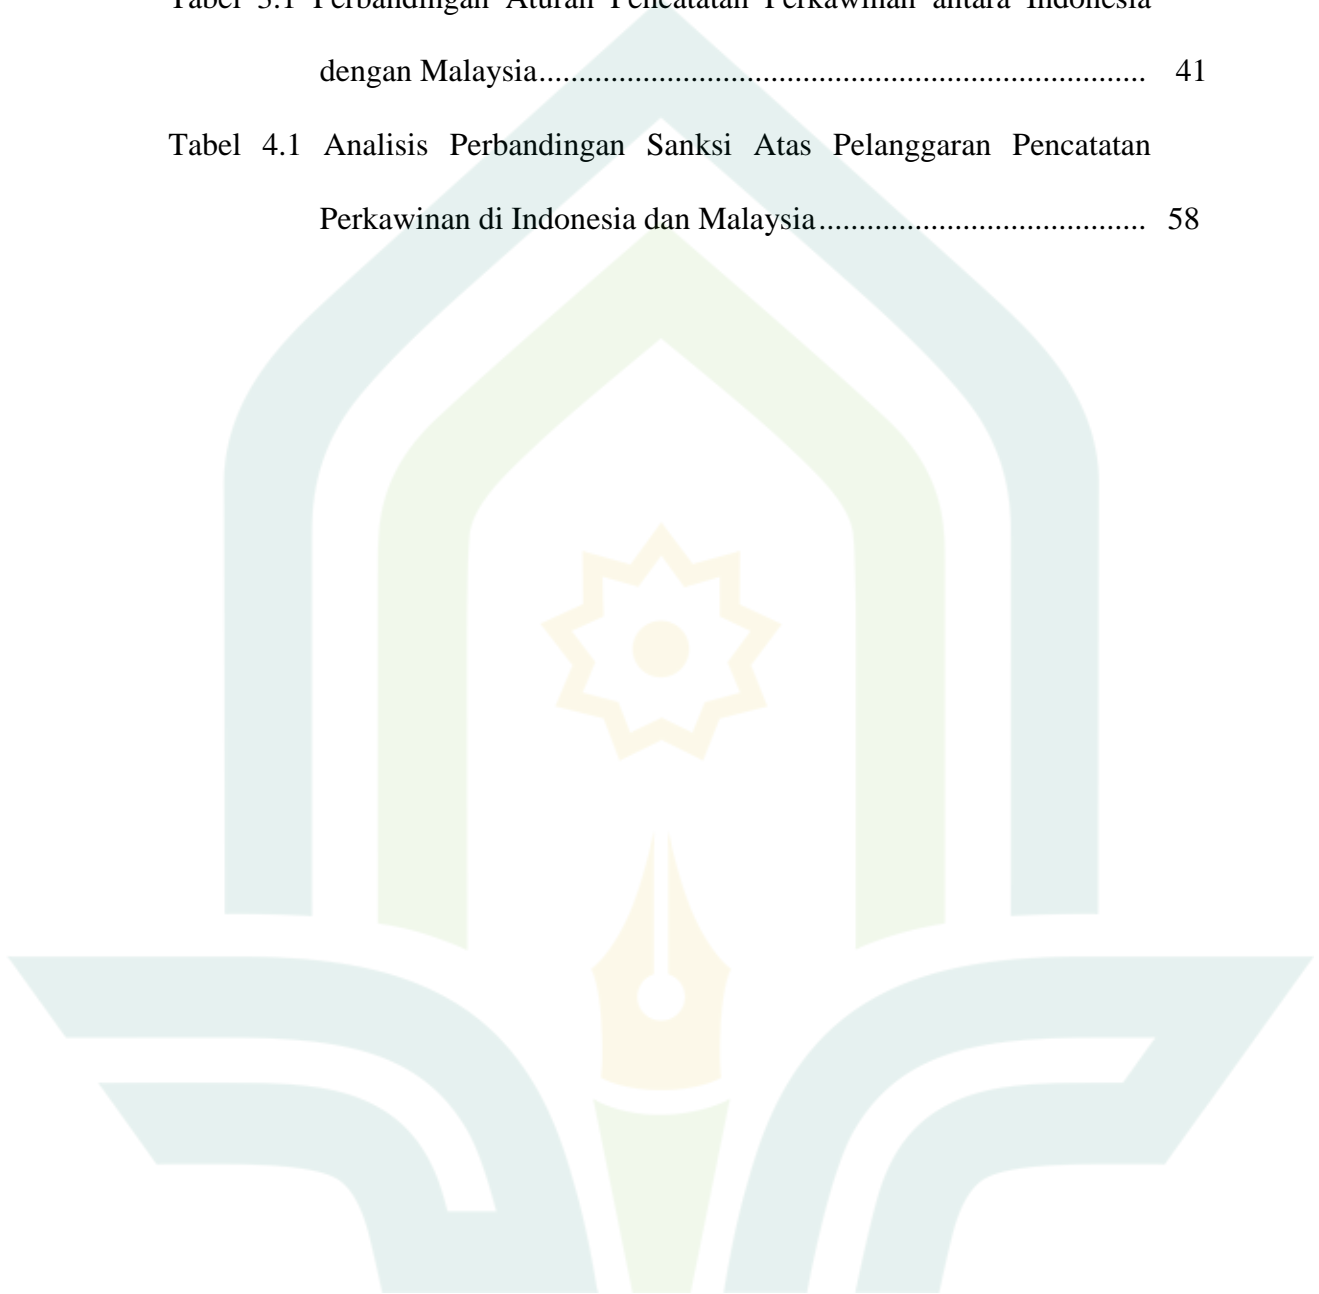 Tabel 3.1 Perbandingan Aturan Pencatatan Perkawinan antara Indonesia
dengan Malaysia........................................................................... 41
Tabel 4.1 Analisis Perbandingan Sanksi Atas Pelanggaran Pencatatan
Perkawinan di Indonesia dan Malaysia........................................ 58